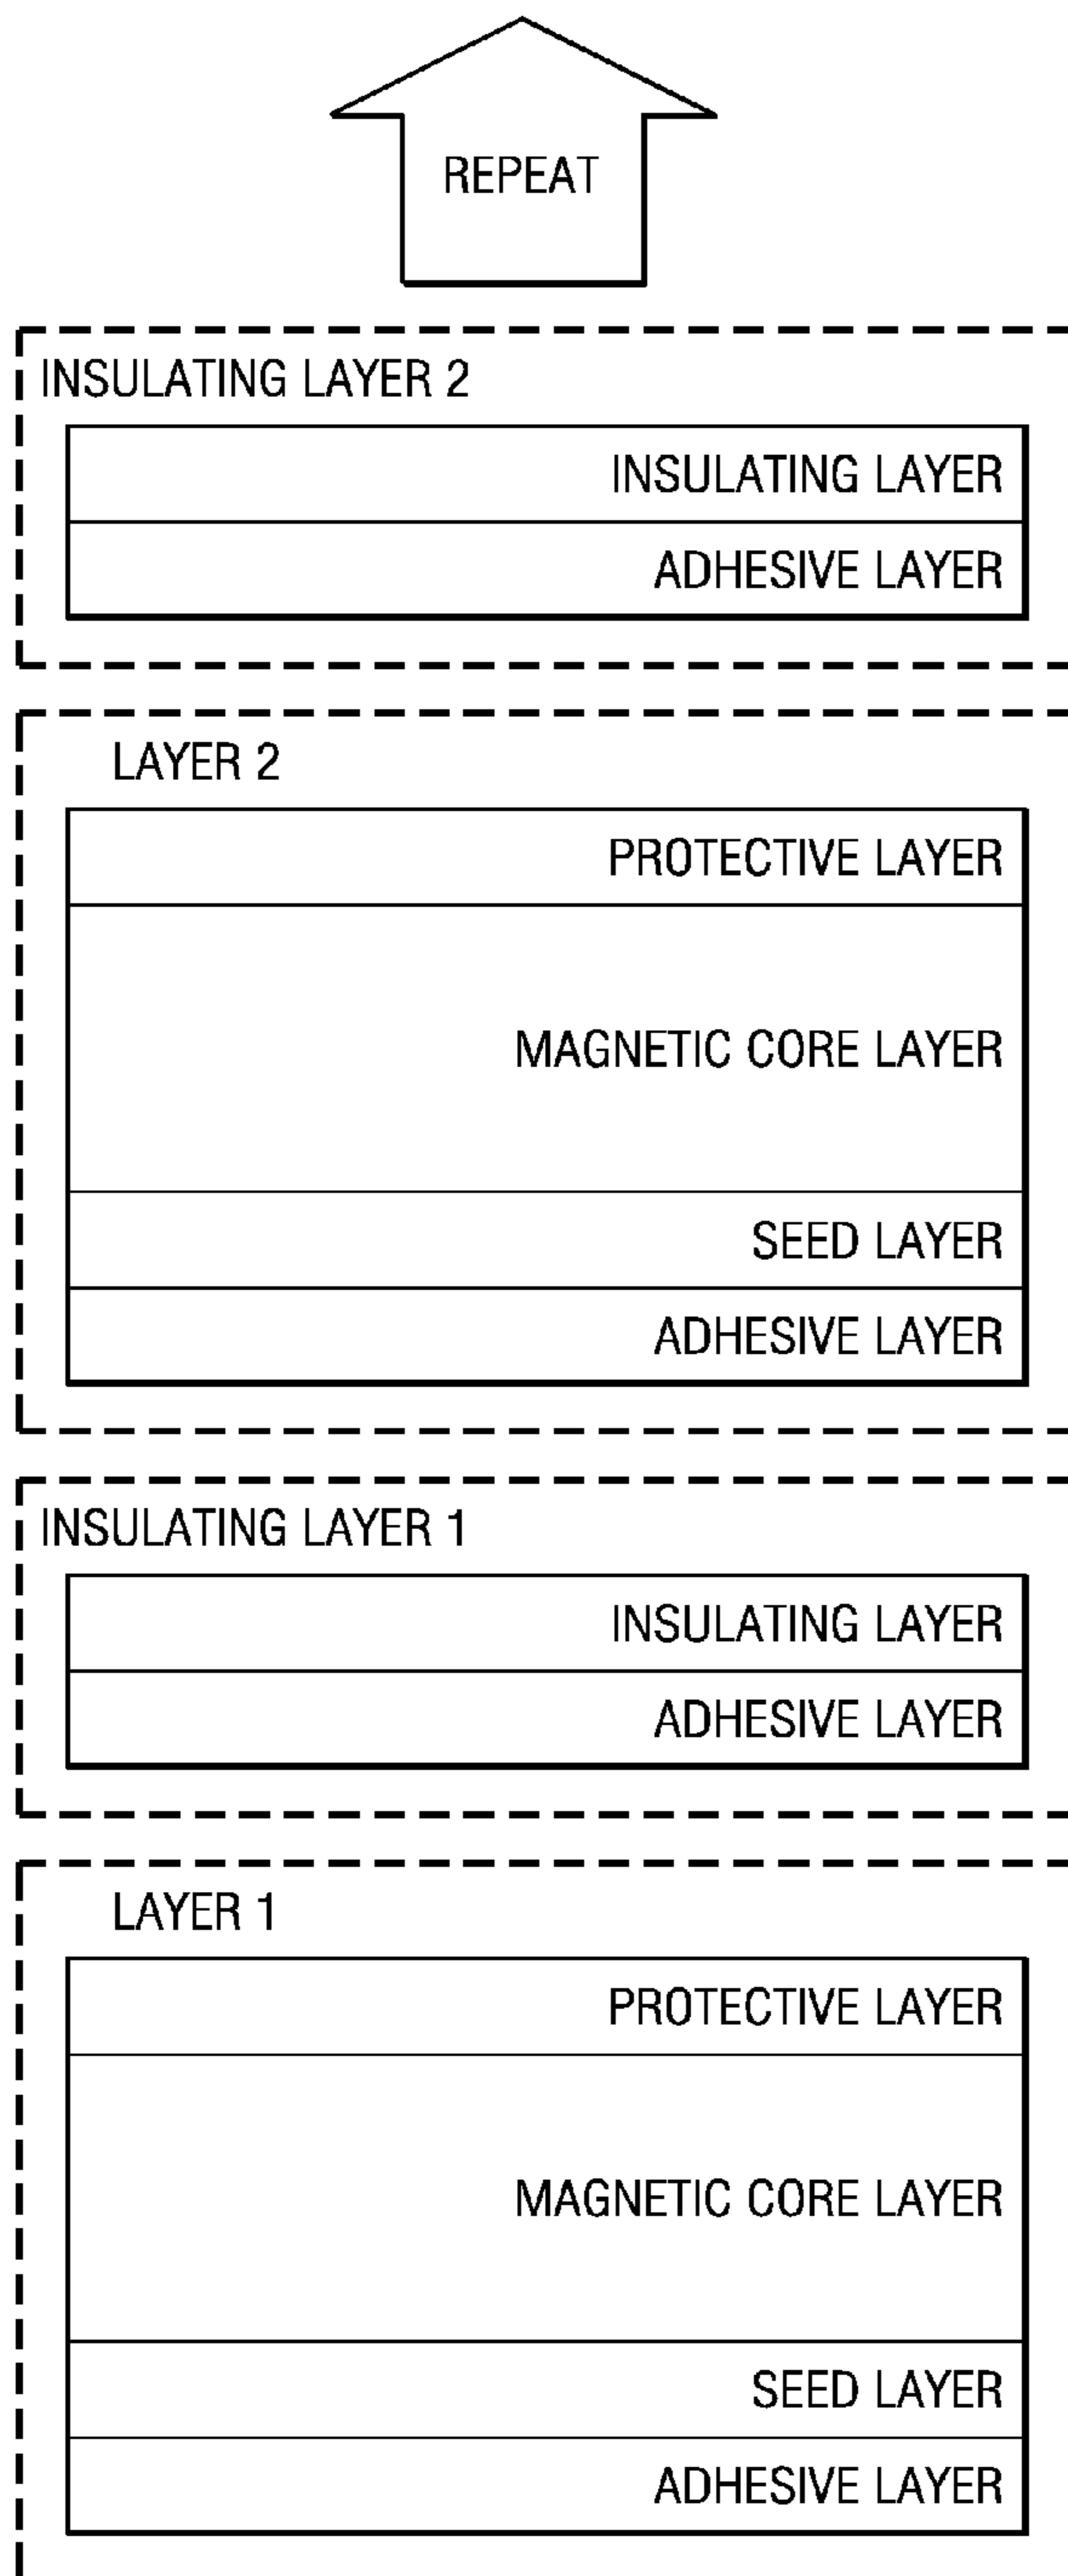 REPEAT
INSULATING LAYER 2
INSULATING LAYER
ADHESIVE LAYER
LAYER 2
PROTECTIVE LAYER
MAGNETIC CORE LAYER
SEED LAYER
ADHESIVE LAYER
INSULATING LAYER 1
INSULATING LAYER
ADHESIVE LAYER
LAYER 1
PROTECTIVE LAYER
MAGNETIC CORE LAYER
SEED LAYER
ADHESIVE LAYER